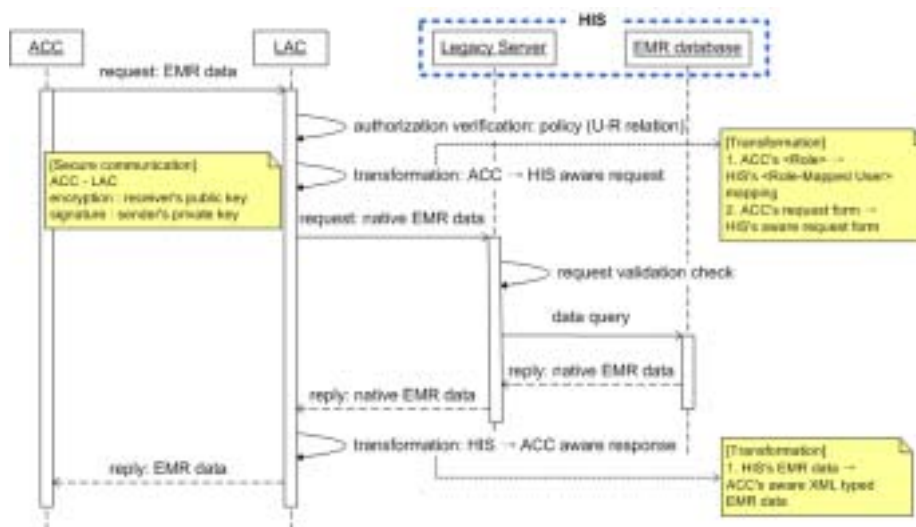 HIS
ACC
LAC
Legacy Server
EMR database
request: EMR data
authorization verification: policy (U-R relation)
[Secure communication]
ACC - LAC
encryption : receiver's public key
signature : sender's private key
transformation: ACC → HIS aware request
[Transformation]
1. ACC's <Role> →
HIS's <Role-Mapped User>
mapping
2. ACC's request form →
HIS's aware request form
request: native EMR data
request validation check
data query
reply: native EMR data
reply: native EMR data
transformation: HIS → ACC aware response
reply: EMR data
[Transformation]
1. HIS's EMR data →
ACC's aware XML typed
EMR data